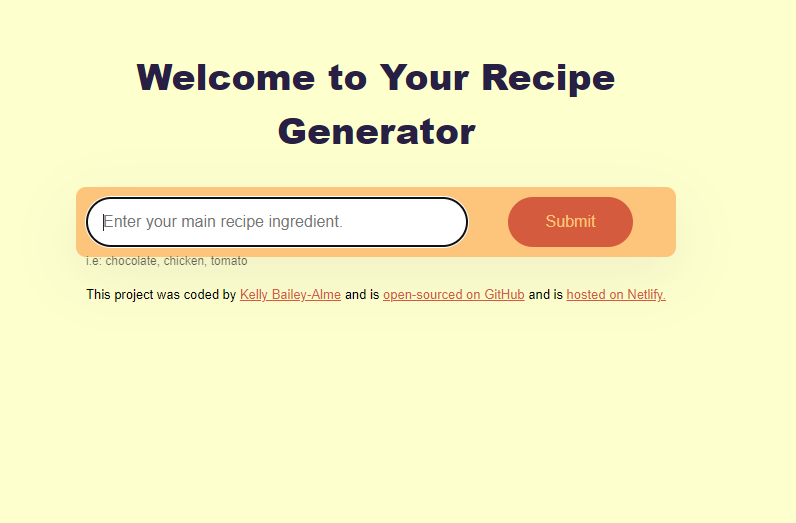 Welcome to Your Recipe
Generator
Enter your main recipe ingredient.
Submit
i.e: chocolate, chicken, tomato
This project was coded by Kelly Bailey-Alme and is open-sourced on GitHub and is hosted on Netlify.